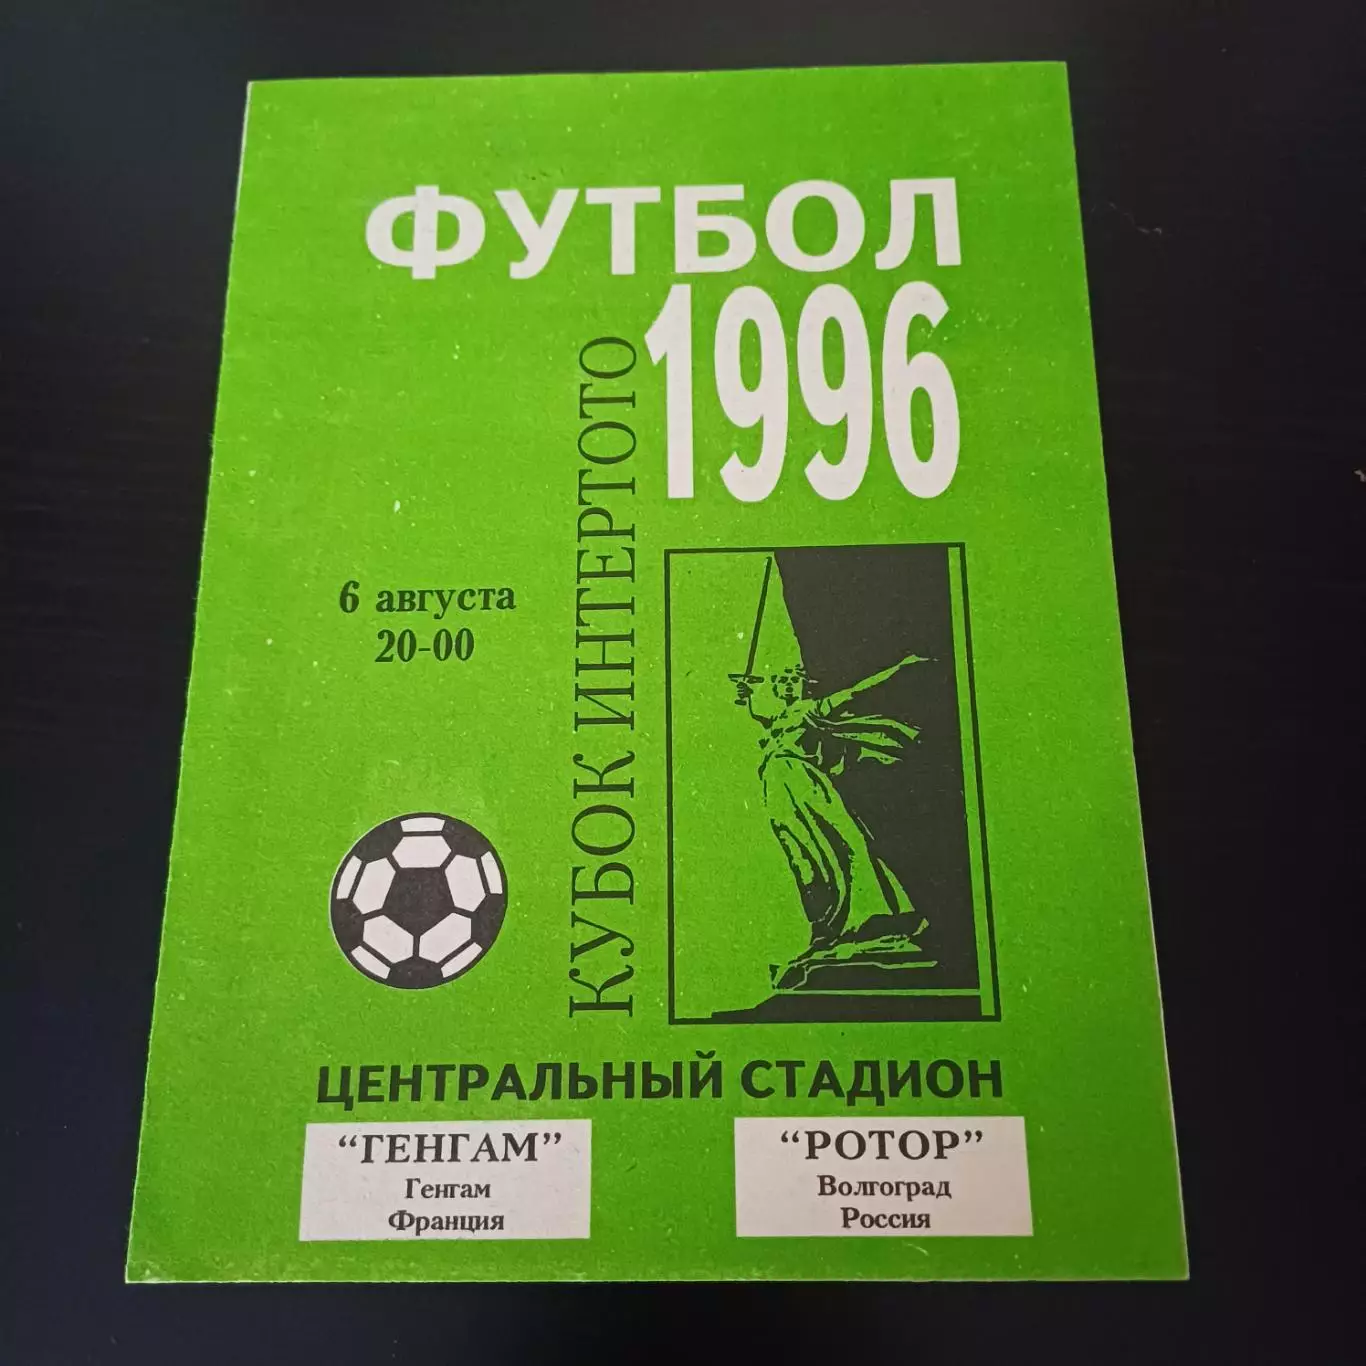 ФУТБОЛ
1996
КУБОК ИНТЕРТОТО
6 августа
20-00
ЦЕНТРАЛЬНЫЙ СТАДИОН
“ГЕНГАМ”
Генгам
Франция
“РОТОР”
Волгоград
Россия